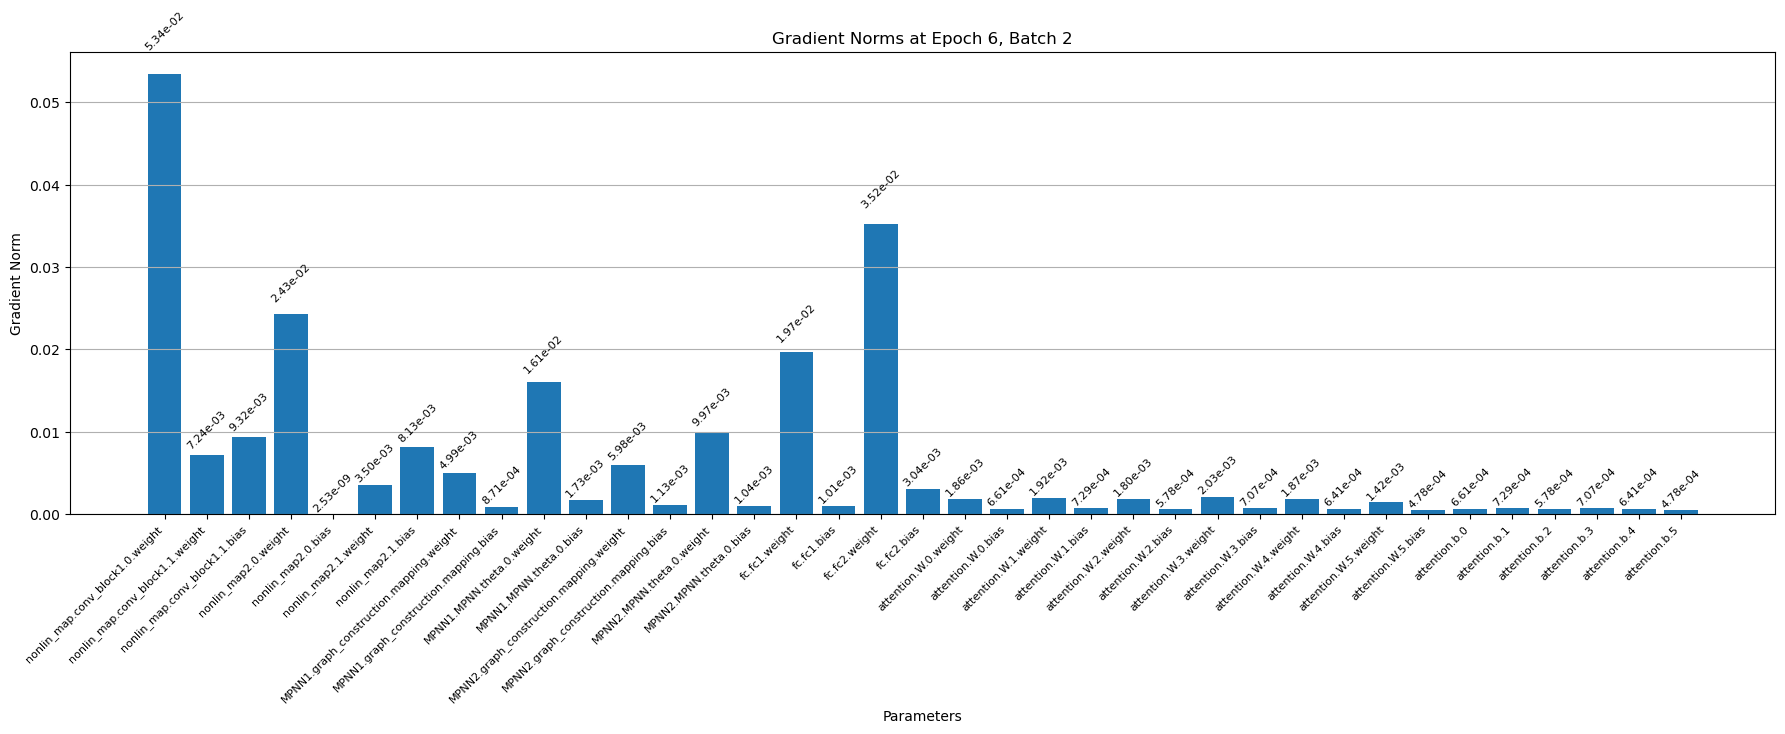 Gradient Norms at Epoch 6, Batch 2
Gradient Norm
0.05
0.04
0.03
0.02
0.01
0.00
5.34e-02
7.24e-03
9.32e-03
2.43e-02
2.53e-09
3.50e-03
8.13e-03
4.99e-03
8.71e-04
1.61e-02
1.73e-03
5.98e-03
1.13e-03
9.97e-03
1.04e-03
1.97e-02
1.01e-03
3.52e-02
3.04e-03
1.86e-03
6.61e-04
1.92e-03
7.29e-04
1.80e-03
5.78e-04
2.03e-03
7.07e-04
1.87e-03
6.41e-04
1.42e-03
4.78e-04
6.61e-04
7.29e-04
5.78e-04
7.07e-04
6.41e-04
4.78e-04
nonlin_map.conv_block1.0.weight
nonlin_map.conv_block1.1.weight
nonlin_map.conv_block1.1.bias
nonlin_map2.0.weight
nonlin_map2.0.bias
nonlin_map2.1.weight
nonlin_map2.1.bias
MPNN1.graph_construction.mapping.weight
MPNN1.graph_construction.mapping.bias
MPNN1.MPNN.theta.0.weight
MPNN1.MPNN.theta.0.bias
MPNN2.graph_construction.mapping.weight
MPNN2.graph_construction.mapping.bias
MPNN2.MPNN.theta.0.weight
MPNN2.MPNN.theta.0.bias
fc.fc1.weight
fc.fc1.bias
fc.fc2.weight
fc.fc2.bias
attention.W.0.weight
attention.W.0.bias
attention.W.1.weight
attention.W.1.bias
attention.W.2.weight
attention.W.2.bias
attention.W.3.weight
attention.W.3.bias
attention.W.4.weight
attention.W.4.bias
attention.W.5.weight
attention.W.5.bias
attention.b.0
attention.b.1
attention.b.2
attention.b.3
attention.b.4
attention.b.5
Parameters